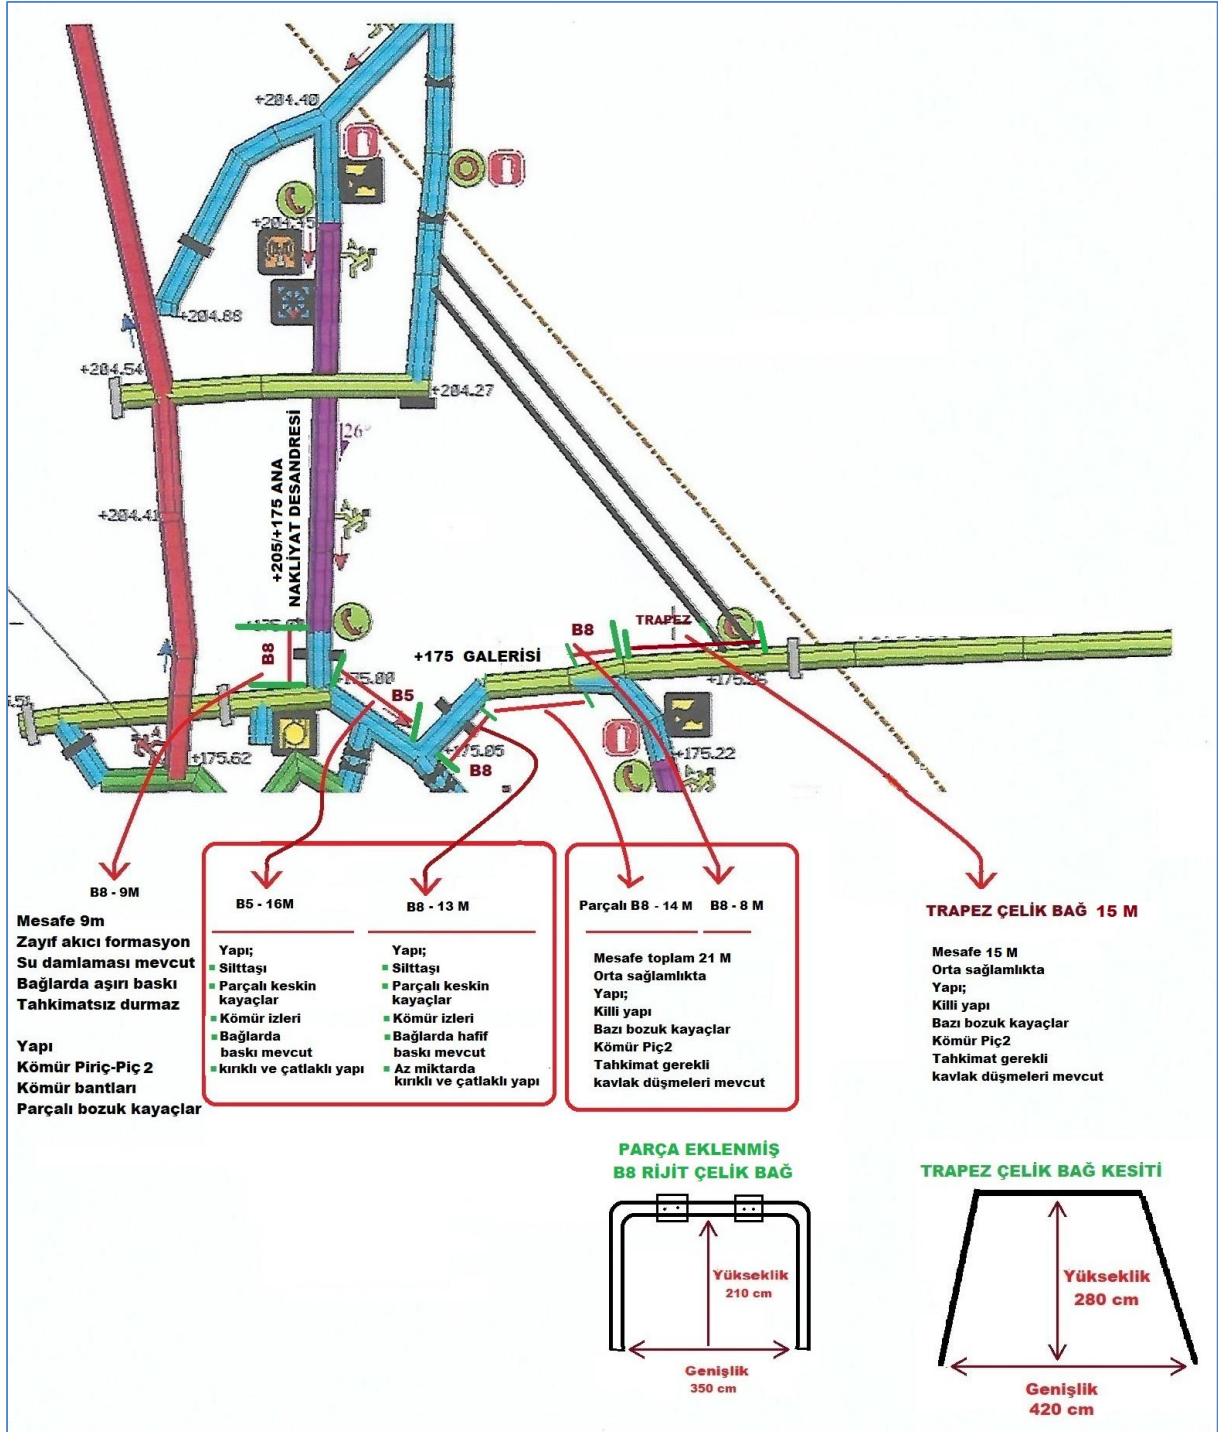 +204.40
+204.45
+204.88
+204.54
+204.27
26°
+204.41
+205/+175 ANA
NAKLİYAT DESANDRESİ
B8
+175.00
B5
+175 GALERİSİ
B8
TRAPEZ
+175.62
+175.05
B8
+175.22
B8 - 9M
Mesafe 9m
Zayıf akıcı formasyon
Su damlaması mevcut
Bağlarda aşırı baskı
Tahkimatsız durmaz
Yapı
Kömür Piriç-Piç 2
Kömür bantları
Parçalı bozuk kayaçlar
B5 - 16M
Yapı;
Silttaşı
Parçalı keskin
kayaçlar
Kömür izleri
Bağlarda
baskı mevcut
kırıklı ve çatlaklı yapı
B8 - 13 M
Yapı;
Silttaşı
Parçalı keskin
kayaçlar
Kömür izleri
Bağlarda hafif
baskı mevcut
Az miktarda
kırıklı ve çatlaklı yapı
Parçalı B8 - 14 M
B8 - 8 M
Mesafe toplam 21 M
Orta sağlamlıkta
Yapı;
Killi yapı
Bazı bozuk kayaçlar
Kömür Piç2
Tahkimat gerekli
kavlak düşmeleri mevcut
TRAPEZ ÇELİK BAĞ 15 M
Mesafe 15 M
Orta sağlamlıkta
Yapı;
Killi yapı
Bazı bozuk kayaçlar
Kömür Piç2
Tahkimat gerekli
kavlak düşmeleri mevcut
PARÇA EKLENMİŞ
B8 RİJİT ÇELİK BAĞ
Yükseklik
210 cm
Genişlik
350 cm
TRAPEZ ÇELİK BAĞ KESİTİ
Yükseklik
280 cm
Genişlik
420 cm